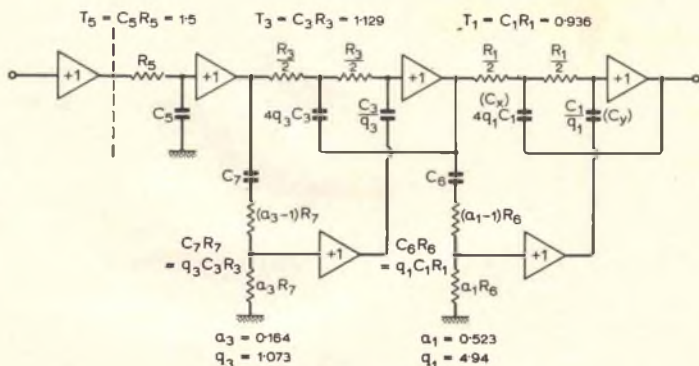 T5 = C5R5 = 1·5
T3 = C3R3 = 1·129
T1 = C1R1 = 0·936
+1
R5
C5
+1
R3/2
R3/2
4q3C3
C3/q3
+1
R1/2
R1/2
(Cx)
4q1C1
C1/q1
(Cy)
+1
C7
(a3-1)R7
C7R7
= q3C3R3
+1
a3R7
C6
(a1-1)R6
C6R6
= q1C1R1
+1
a1R6
a3 = 0·164
q3 = 1·073
a1 = 0·523
q1 = 4·94